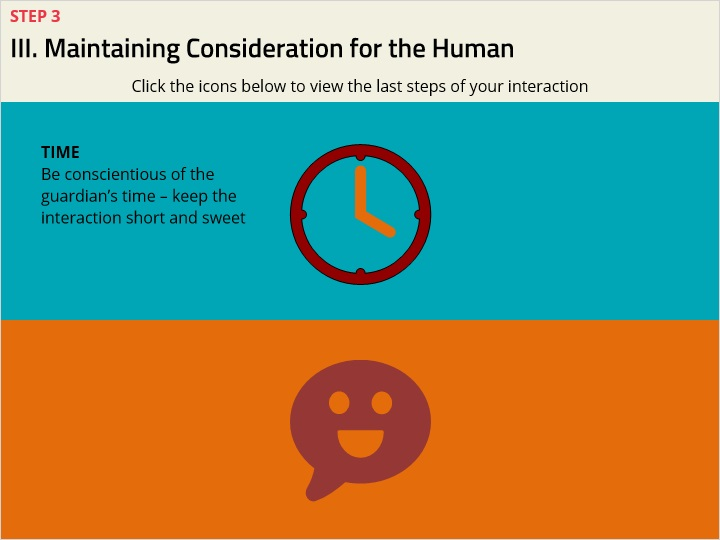 STEP 3
III. Maintaining Consideration for the Human
Click the icons below to view the last steps of your interaction
TIME
Be conscientious of the
guardian’s time – keep the
interaction short and sweet